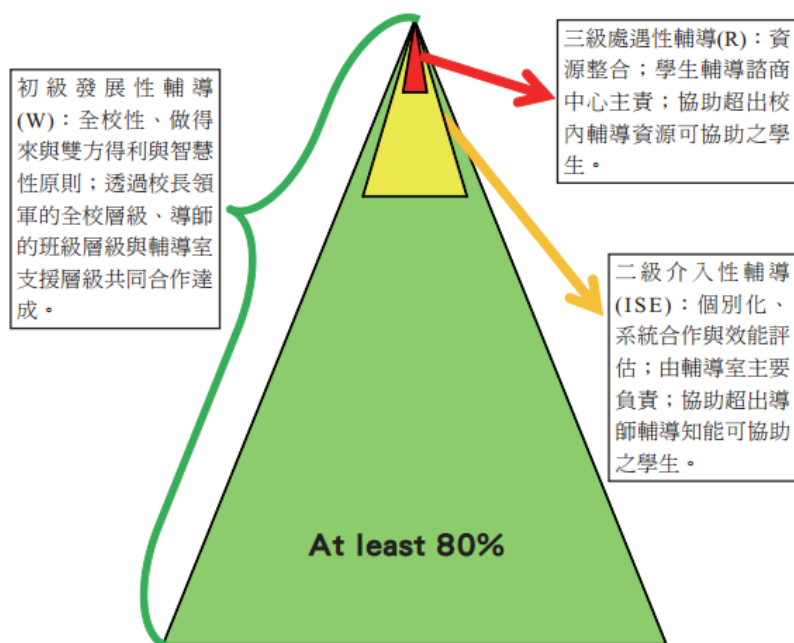 初級發展性輔導
(W)：全校性、做得
來與雙方得利與智慧
性原則；透過校長領
軍的全校層級、導師
的班級層級與輔導室
支援層級共同合作達
成。
三級處遇性輔導(R)：資
源整合；學生輔導諮商
中心主責；協助超出校
內輔導資源可協助之學
生。
二級介入性輔導
(ISE)：個別化、
系統合作與效能評
估；由輔導室主要
負責；協助超出導
師輔導知能可協助
之學生。
At least 80%